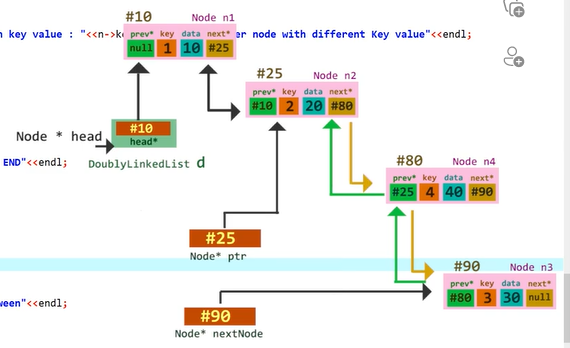 #10 Node n1
prev* key data next*
null 1 10 #25
n key value : "<<n->k er node with different Key value"<<endl;
#25 Node n2
prev* key data next*
#10 2 20 #80
Node * head
#10
head*
DoublyLinkedList d
END"<<endl;
#80 Node n4
prev* key data next*
#25 4 40 #90
#25
Node* ptr
#90 Node n3
prev* key data next*
#80 3 30 null
ween"<<endl;
#90
Node* nextNode